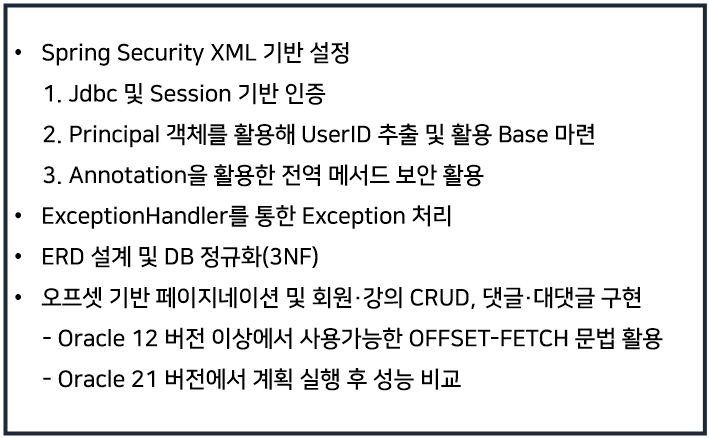 • Spring Security XML 기반 설정
1. Jdbc 및 Session 기반 인증
2. Principal 객체를 활용해 UserID 추출 및 활용 Base 마련
3. Annotation을 활용한 전역 메서드 보안 활용
• ExceptionHandler를 통한 Exception 처리
• ERD 설계 및 DB 정규화(3NF)
• 오프셋 기반 페이지네이션 및 회원·강의 CRUD, 댓글·대댓글 구현
- Oracle 12 버전 이상에서 사용가능한 OFFSET-FETCH 문법 활용
- Oracle 21 버전에서 계획 실행 후 성능 비교